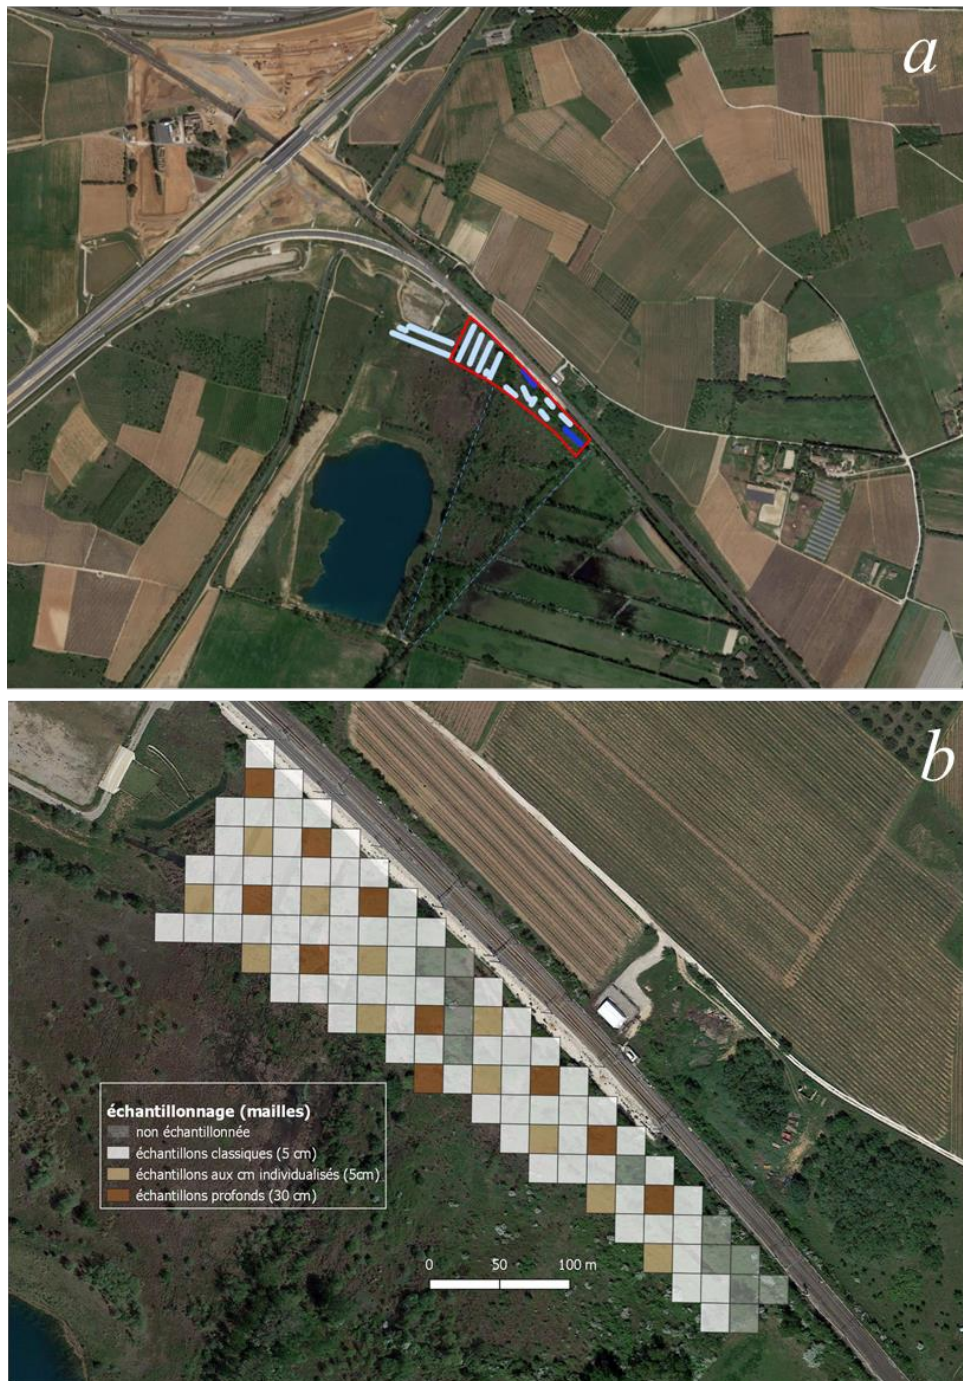 a
b
échantillonnage (mailles)
non échantillonnée
échantillons classiques (5 cm)
échantillons aux cm individualisés (5cm)
échantillons profonds (30 cm)
0 50 100 m